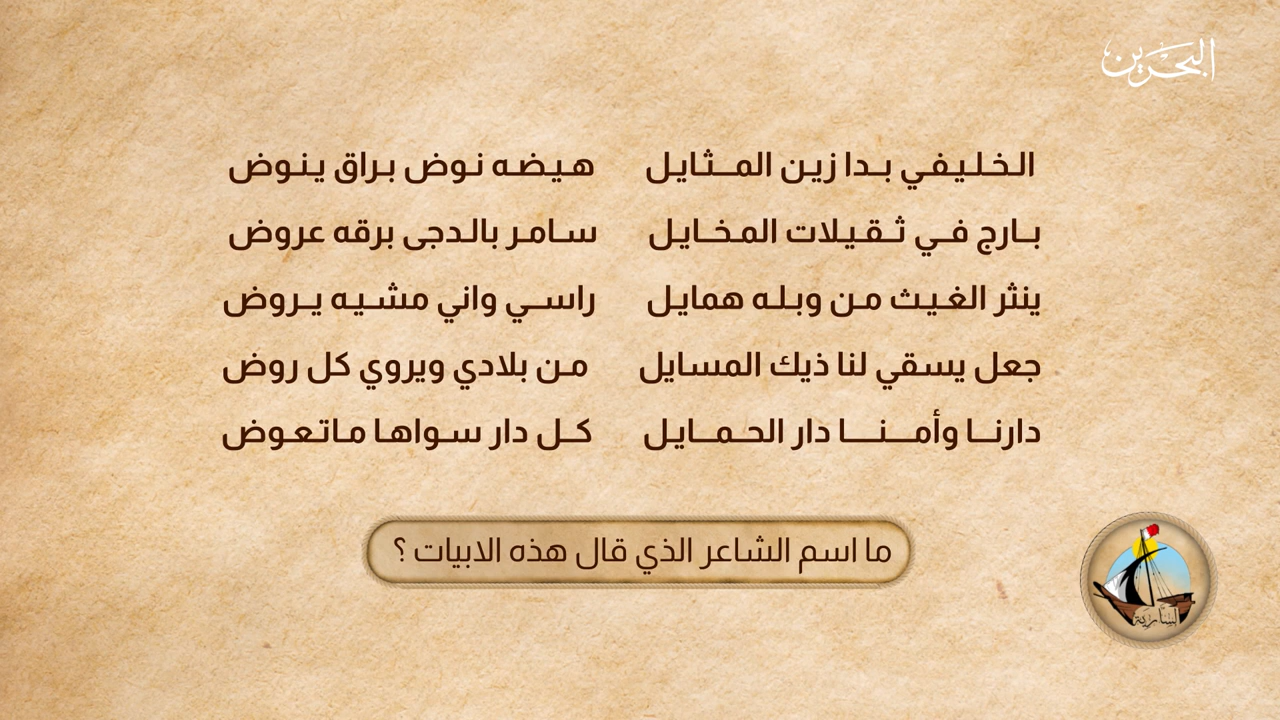 البحرين
الخليفي بدا زين المثايل هيضه نوض براق ينوض
بارج في ثقيلات المخايل سامر بالدجى برقه عروض
ينثر الغيث من وبله همايل راسي واني مشيه يروض
جعل يسقي لنا ذيك المسايل من بلادي ويروي كل روض
دارنا وأمنا دار الحمايل كل دار سواها ماتعوض
ما اسم الشاعر الذي قال هذه الابيات ؟
السارية